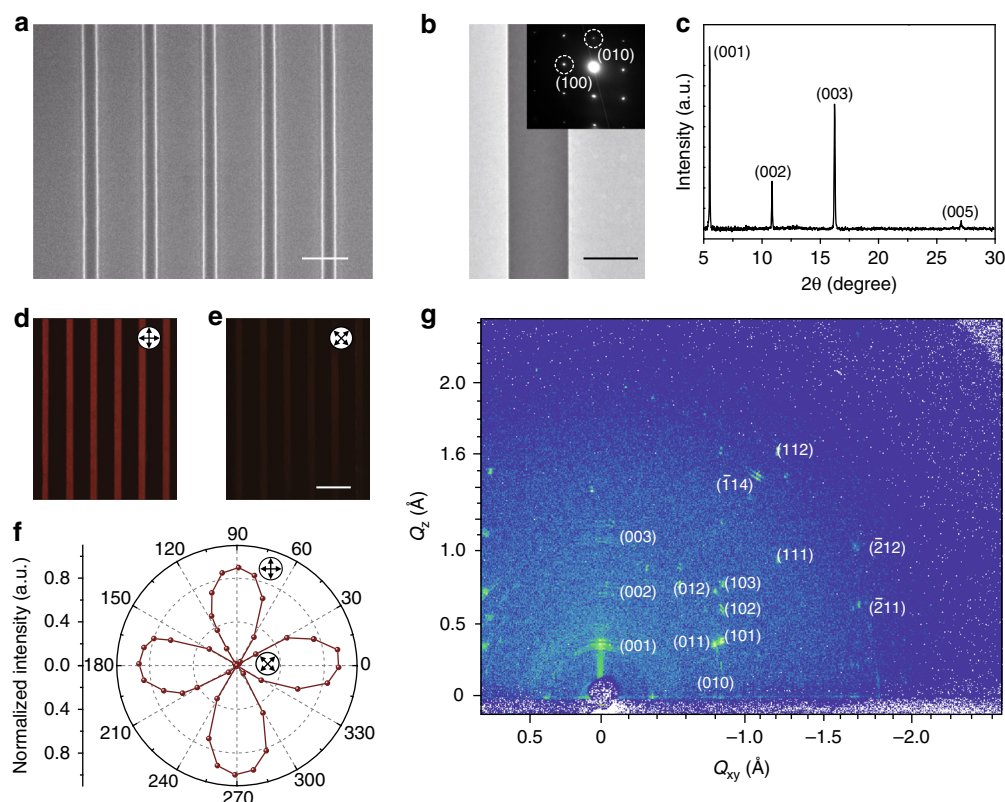 a
b
(010)
(100)
c
(001)
(002)
(003)
(005)
Intensity (a.u.)
5 10 15 20 25 30
2θ (degree)
d
e
f
Normalized intensity (a.u.)
0.8
0.4
0.0
0.4
0.8
90
120 60
150 30
180 0
210 330
240 300
270
g
2.0
1.6
1.0
0.5
0
Qz (Å)
(112)
(1̅14)
(003)
(111)
(2̅12)
(002)
(012)
(103)
(102)
(2̅11)
(001)
(011)
(101)
(010)
0.5 0 −1.0 −1.5 −2.0
Qxy (Å)